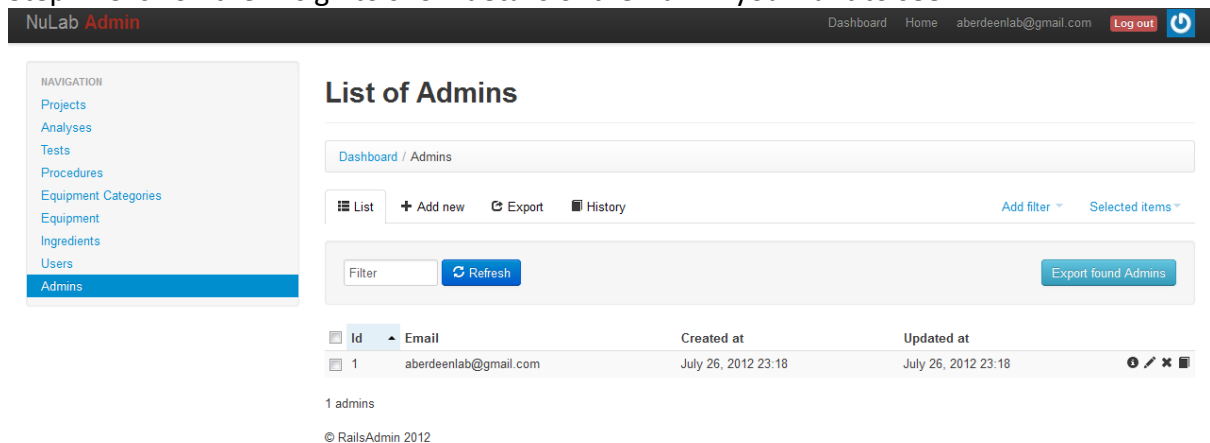 NuLab Admin
Dashboard Home aberdeenlab@gmail.com Log out
NAVIGATION
Projects
Analyses
Tests
Procedures
Equipment Categories
Equipment
Ingredients
Users
Admins
List of Admins
Dashboard / Admins
List Add new Export History Add filter Selected items
Filter Refresh Export found Admins
Id Email Created at Updated at
1 aberdeenlab@gmail.com July 26, 2012 23:18 July 26, 2012 23:18
1 admins
© RailsAdmin 2012